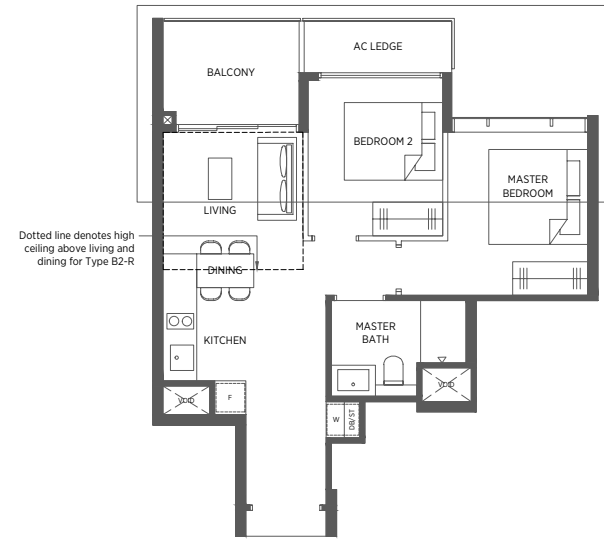 AC LEDGE
BALCONY
BEDROOM 2
MASTER
BEDROOM
LIVING
Dotted line denotes high
ceiling above living and
dining for Type B2-R
DINING
KITCHEN
MASTER
BATH
VOID
F
VOID
W
DB/ST